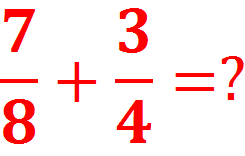 7/8 + 3/4 =?